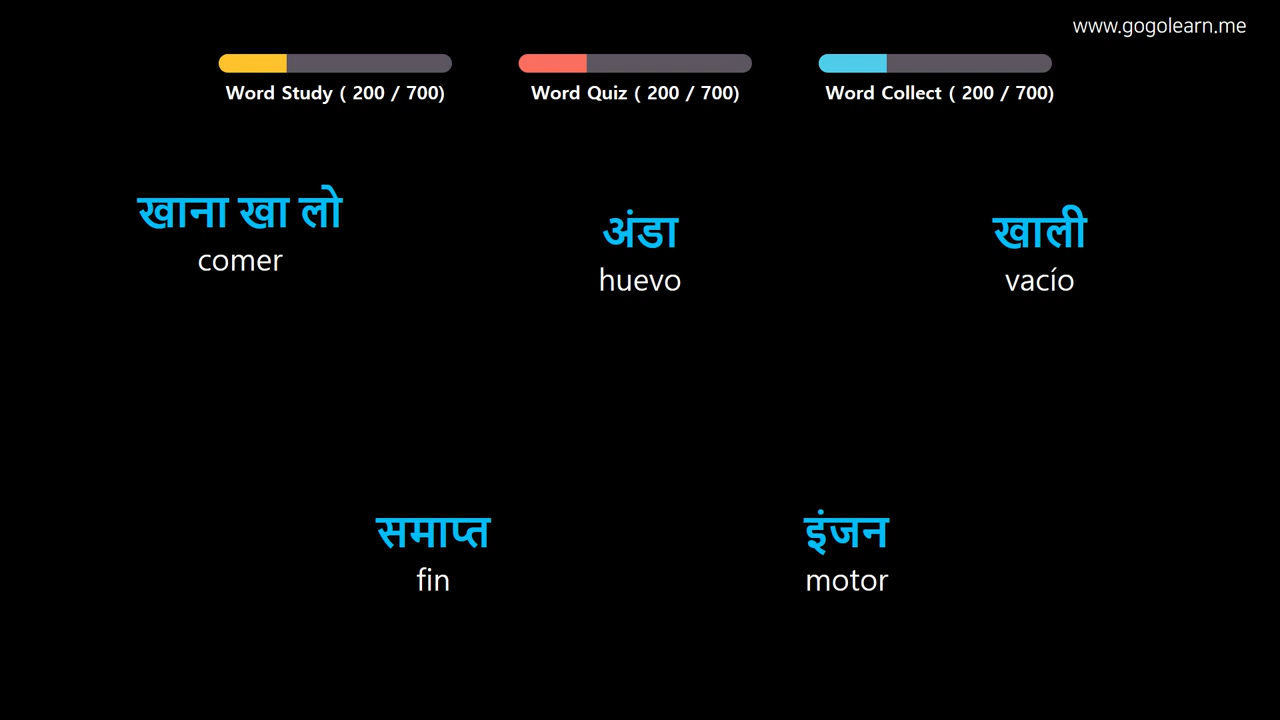 www.gogolearn.me
Word Study ( 200 / 700)
Word Quiz ( 200 / 700)
Word Collect ( 200 / 700)
खाना खा लो
comer
अंडा
huevo
खाली
vacío
समाप्त
fin
इंजन
motor